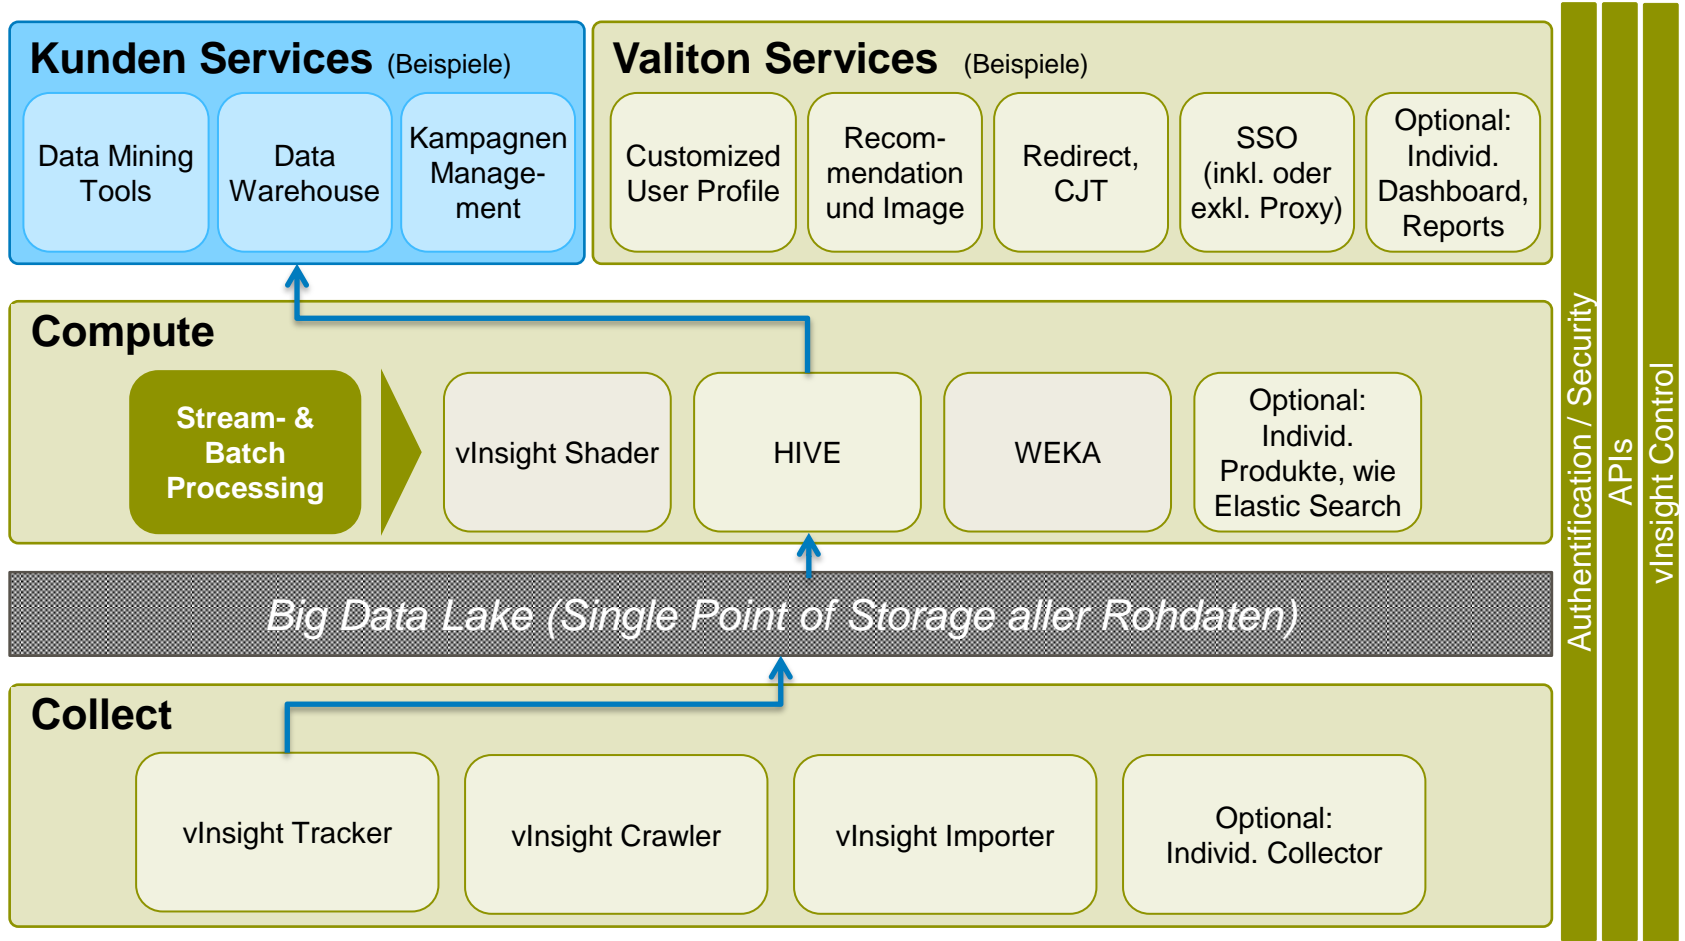 Kunden Services (Beispiele)
Data Mining
Tools
Data
Warehouse
Kampagnen
Manage-
ment
Valiton Services (Beispiele)
Customized
User Profile
Recom-
mendation
und Image
Redirect,
CJT
SSO
(inkl. oder
exkl. Proxy)
Optional:
Individ.
Dashboard,
Reports
Compute
Stream- &
Batch
Processing
vInsight Shader
HIVE
WEKA
Optional:
Individ.
Produkte, wie
Elastic Search
Big Data Lake (Single Point of Storage aller Rohdaten)
Collect
vInsight Tracker
vInsight Crawler
vInsight Importer
Optional:
Individ. Collector
Authentification / Security
APIs
vInsight Control